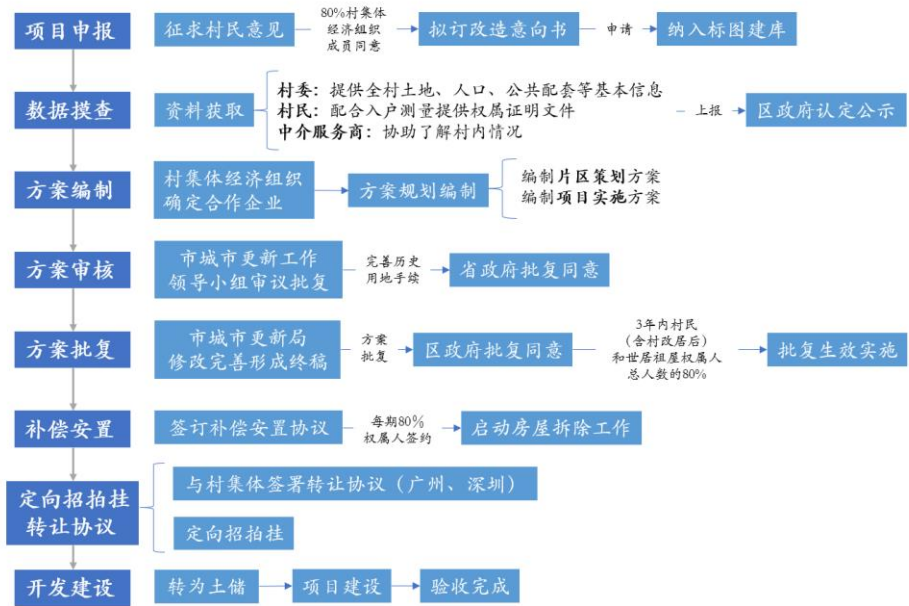 项目申报
征求村民意见
80%村集体
经济组织
成员同意
拟订改造意向书
申请
纳入标图建库
数据摸查
资料获取
村委：提供全村土地、人口、公共配套等基本信息
村民：配合入户测量提供权属证明文件
中介服务商：协助了解村内情况
上报
区政府认定公示
方案编制
村集体经济组织
确定合作企业
方案规划编制
编制片区策划方案
编制项目实施方案
方案审核
市城市更新工作
领导小组审议批复
完善历史
用地手续
省政府批复同意
方案批复
市城市更新局
修改完善形成终稿
方案
批复
区政府批复同意
3年内村民
（含村改居后）
和世居祖屋权属人
总人数的80%
批复生效实施
补偿安置
签订补偿安置协议
每期80%
权属人签约
启动房屋拆除工作
定向招拍挂
转让协议
与村集体签署转让协议（广州、深圳）
定向招拍挂
开发建设
转为土储
项目建设
验收完成